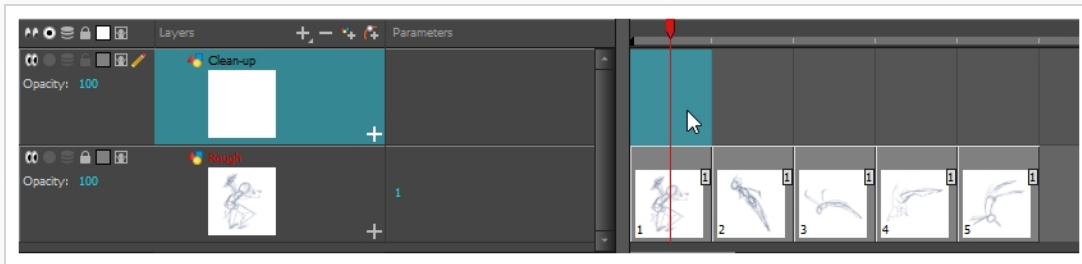 Layers Parameters
Clean-up
Opacity: 100
Rough
Opacity: 100
1
1 1 1 1 1
1 2 3 4 5